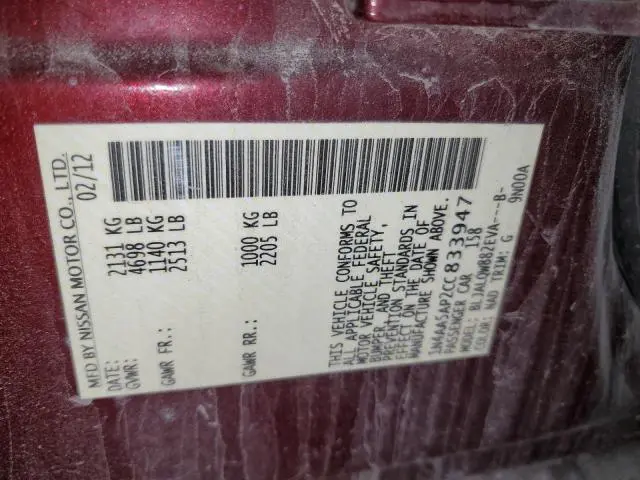 MFD BY NISSAN MOTOR CO., LTD.
DATE: 02/12
GVWR: 2131 KG
4698 LB
GAWR FR.: 1140 KG
2513 LB
GAWR RR.: 1000 KG
2205 LB
THIS VEHICLE CONFORMS TO
ALL APPLICABLE FEDERAL
MOTOR VEHICLE SAFETY,
BUMPER, AND THEFT
PREVENTION STANDARDS IN
EFFECT ON THE DATE OF
MANUFACTURE SHOWN ABOVE.
1N4AA5AP2CC833947
PASSENGER CAR 158
MODEL: BLJALQWB82EVA---B-
COLOR: NAD TRIM: G 9N00A